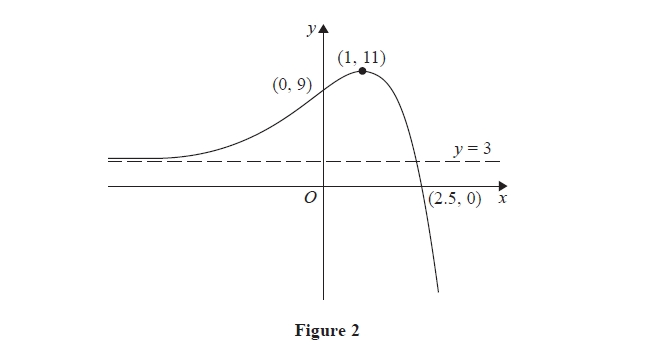 y
(1, 11)
(0, 9)
y = 3
O
(2.5, 0)
x
Figure 2